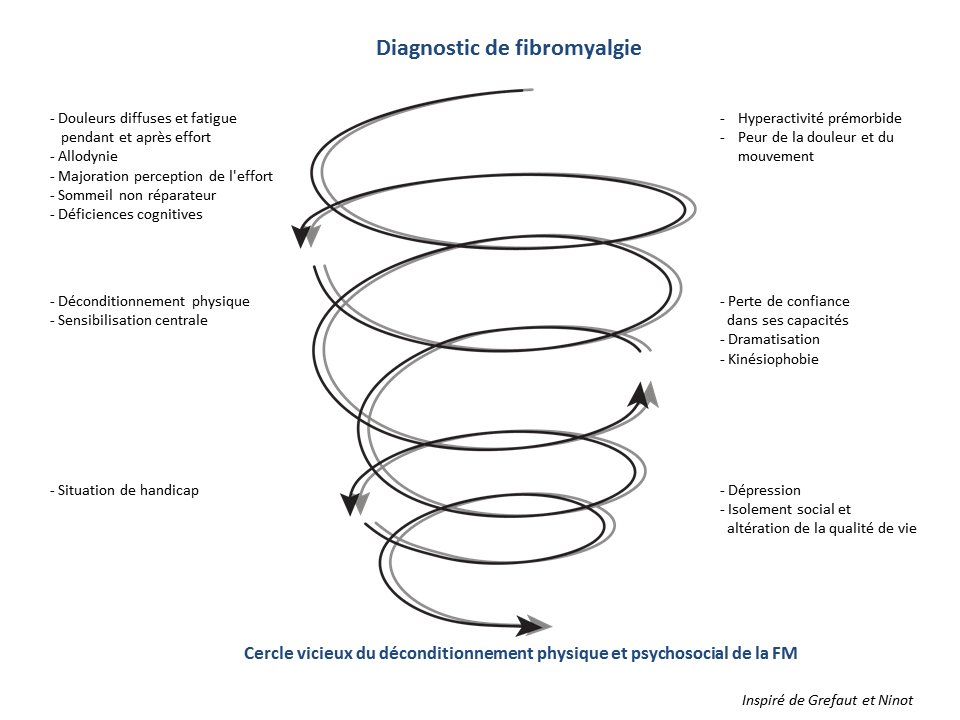 Diagnostic de fibromyalgie
- Douleurs diffuses et fatigue
pendant et après effort
- Allodynie
- Majoration perception de l'effort
- Sommeil non réparateur
- Déficiences cognitives
- Hyperactivité prémorbide
- Peur de la douleur et du
mouvement
- Déconditionnement physique
- Sensibilisation centrale
- Perte de confiance
dans ses capacités
- Dramatisation
- Kinésiophobie
- Situation de handicap
- Dépression
- Isolement social et
altération de la qualité de vie
Cercle vicieux du déconditionnement physique et psychosocial de la FM
Inspiré de Grefaut et Ninot